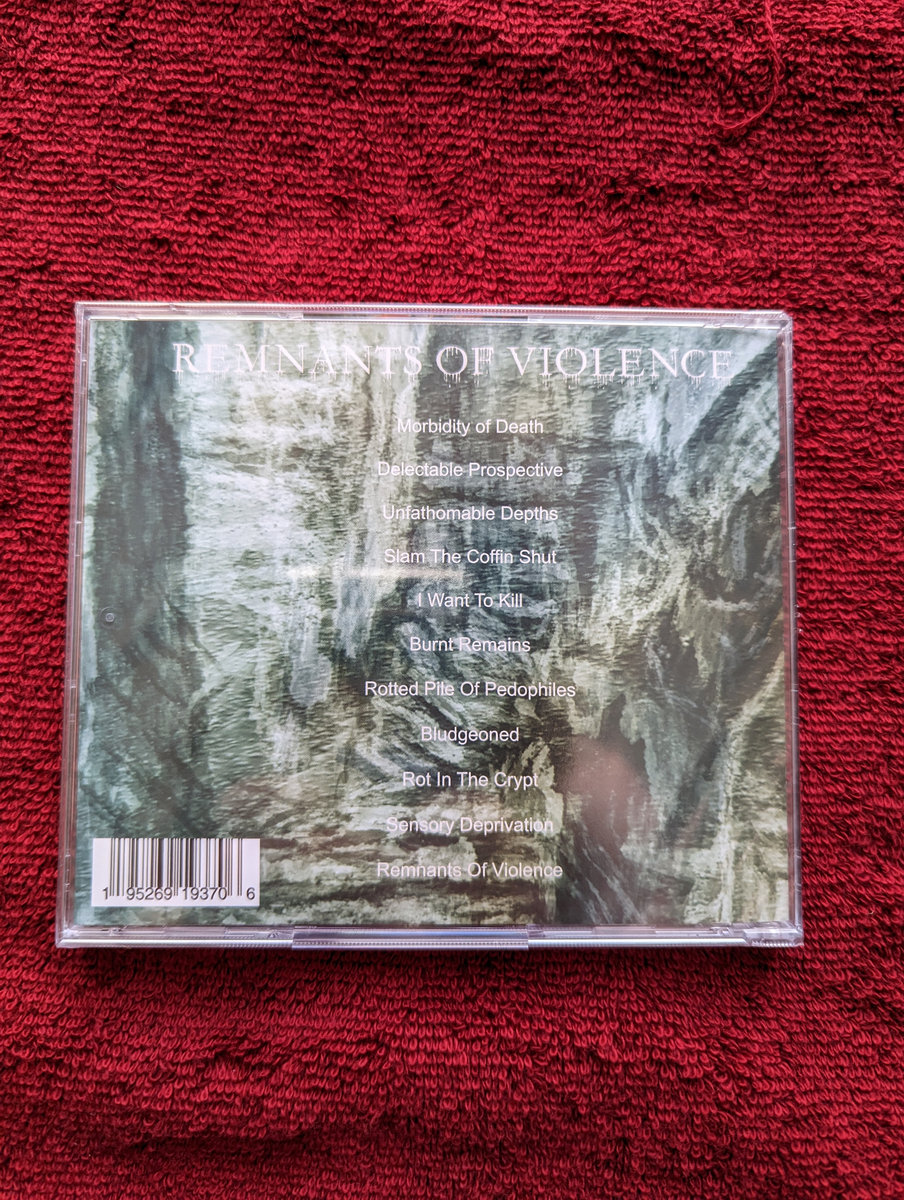 REMNANTS OF VIOLENCE
Morbidity of Death
Delectable Prospective
Unfathomable Depths
Slam The Coffin Shut
I Want To Kill
Burnt Remains
Rotted Pile Of Pedophiles
Bludgeoned
Rot In The Crypt
Sensory Deprivation
Remnants Of Violence
1 95269 19370 6